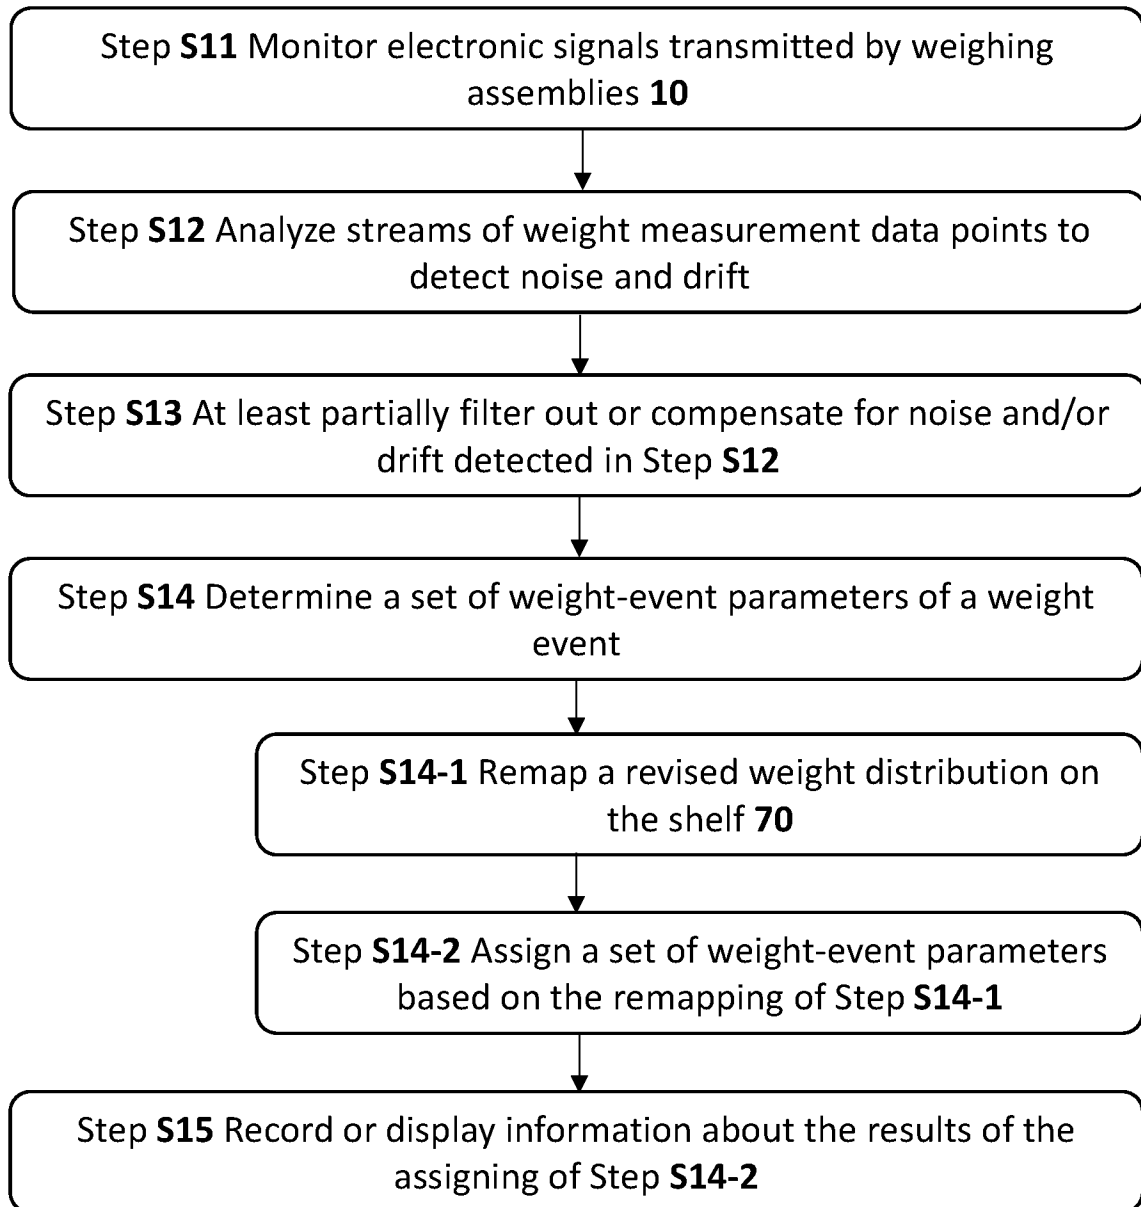 Step S11 Monitor electronic signals transmitted by weighing
assemblies 10
Step S12 Analyze streams of weight measurement data points to
detect noise and drift
Step S13 At least partially filter out or compensate for noise and/or
drift detected in Step S12
Step S14 Determine a set of weight-event parameters of a weight
event
Step S14-1 Remap a revised weight distribution on
the shelf 70
Step S14-2 Assign a set of weight-event parameters
based on the remapping of Step S14-1
Step S15 Record or display information about the results of the
assigning of Step S14-2